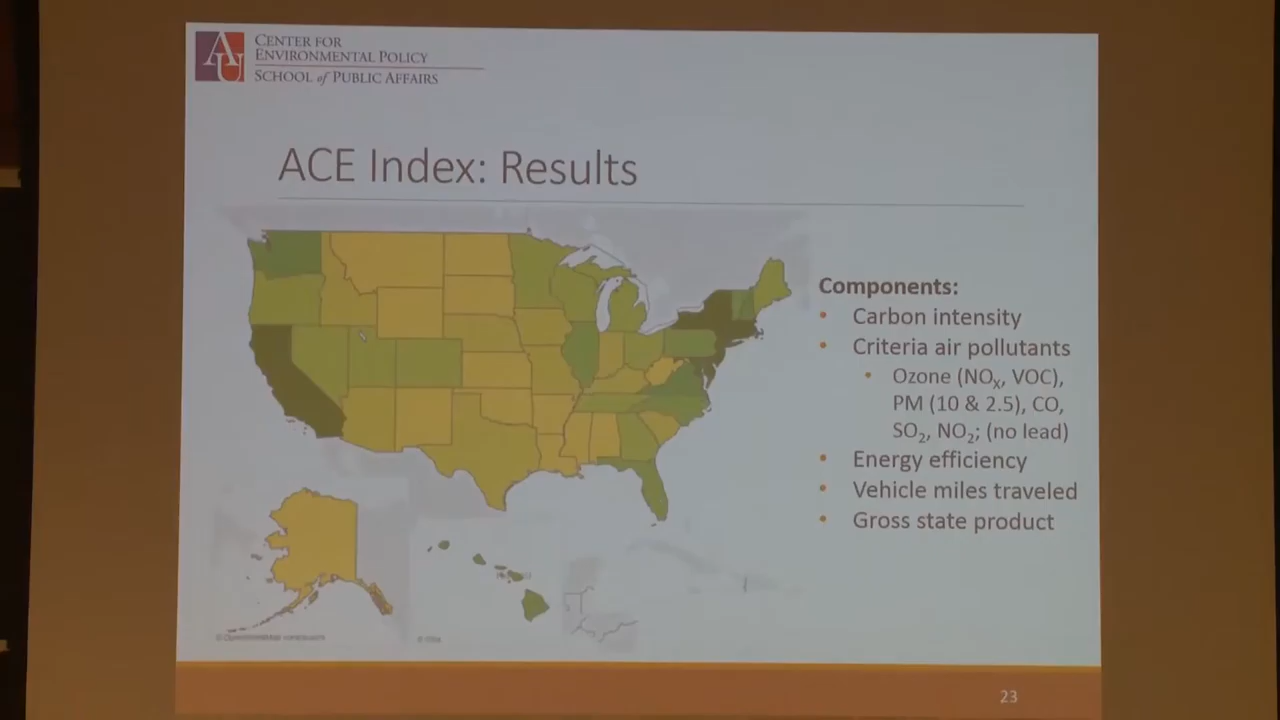 AU
CENTER FOR
ENVIRONMENTAL POLICY
SCHOOL of PUBLIC AFFAIRS
ACE Index: Results
Components:
• Carbon intensity
• Criteria air pollutants
• Ozone (NOx, VOC),
PM (10 & 2.5), CO,
SO2, NO2; (no lead)
• Energy efficiency
• Vehicle miles traveled
• Gross state product
23